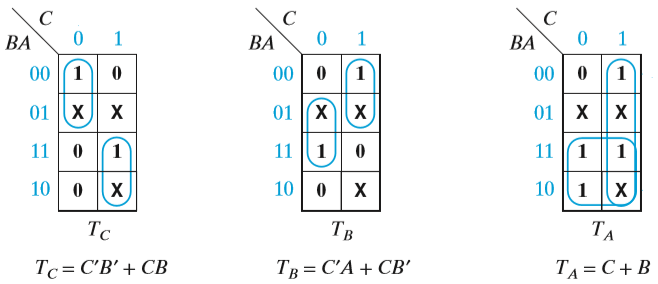 C C C
BA 0 1 BA 0 1 BA 0 1
00 1 0 00 0 1 00 0 1
01 X X 01 X X 01 X X
11 0 1 11 1 0 11 1 1
10 0 X 10 0 X 10 1 X
T_C T_B T_A
T_C = C′B′ + CB T_B = C′A + CB′ T_A = C + B